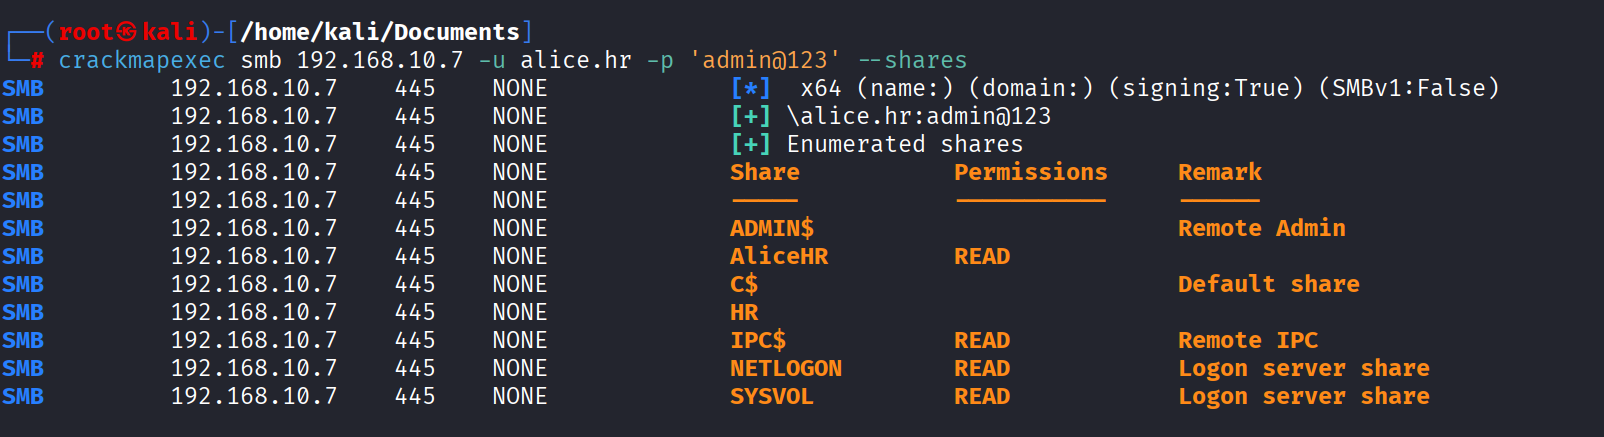 ┌──(root㉿kali)-[/home/kali/Documents]
└─# crackmapexec smb 192.168.10.7 -u alice.hr -p 'admin@123' --shares
SMB         192.168.10.7    445    NONE             [*]  x64 (name:) (domain:) (signing:True) (SMBv1:False)
SMB         192.168.10.7    445    NONE             [+] \alice.hr:admin@123
SMB         192.168.10.7    445    NONE             [+] Enumerated shares
SMB         192.168.10.7    445    NONE             Share           Permissions     Remark
SMB         192.168.10.7    445    NONE             -----           -----------     ------
SMB         192.168.10.7    445    NONE             ADMIN$                          Remote Admin
SMB         192.168.10.7    445    NONE             AliceHR         READ
SMB         192.168.10.7    445    NONE             C$                              Default share
SMB         192.168.10.7    445    NONE             HR
SMB         192.168.10.7    445    NONE             IPC$            READ            Remote IPC
SMB         192.168.10.7    445    NONE             NETLOGON        READ            Logon server share
SMB         192.168.10.7    445    NONE             SYSVOL          READ            Logon server share